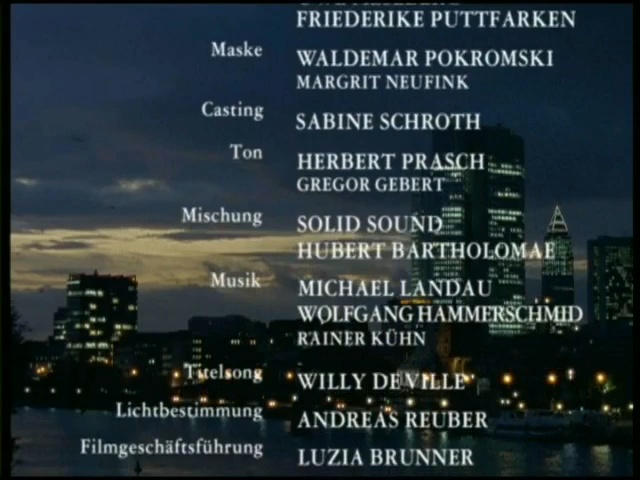 FRIEDERIKE PUTTFARKEN
Maske WALDEMAR POKROMSKI
MARGRIT NEUFINK
Casting SABINE SCHROTH
Ton HERBERT PRASCH
GREGOR GEBERT
Mischung SOLID SOUND
HUBERT BARTHOLOMAE
Musik MICHAEL LANDAU
WOLFGANG HAMMERSCHMID
RAINER KÜHN
Titelsong WILLY DE VILLE
Lichtbestimmung ANDREAS REUBER
Filmgeschäftsführung LUZIA BRUNNER